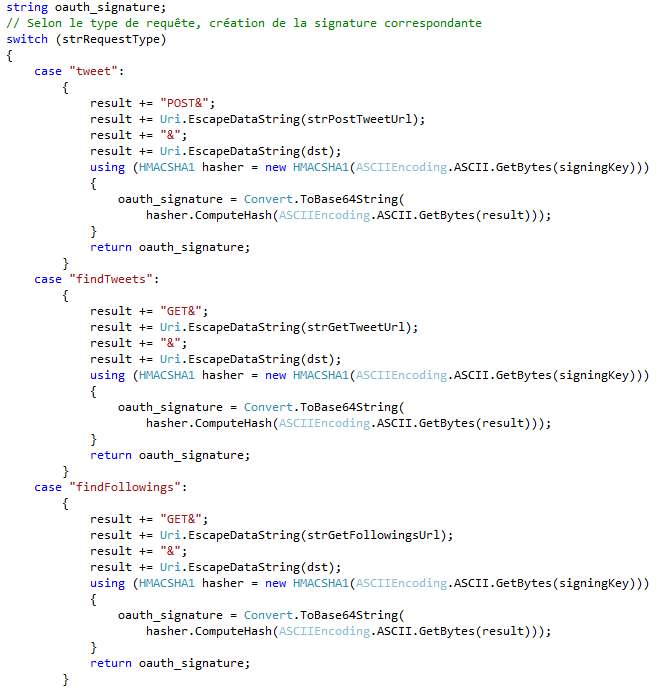 string oauth_signature;
// Selon le type de requête, création de la signature correspondante
switch (strRequestType)
{
case "tweet":
{
result += "POST&";
result += Uri.EscapeDataString(strPostTweetUrl);
result += "&";
result += Uri.EscapeDataString(dst);
using (HMACSHA1 hasher = new HMACSHA1(ASCIIEncoding.ASCII.GetBytes(signingKey)))
{
oauth_signature = Convert.ToBase64String(
hasher.ComputeHash(ASCIIEncoding.ASCII.GetBytes(result)));
}
return oauth_signature;
}
case "findTweets":
{
result += "GET&";
result += Uri.EscapeDataString(strGetTweetUrl);
result += "&";
result += Uri.EscapeDataString(dst);
using (HMACSHA1 hasher = new HMACSHA1(ASCIIEncoding.ASCII.GetBytes(signingKey)))
{
oauth_signature = Convert.ToBase64String(
hasher.ComputeHash(ASCIIEncoding.ASCII.GetBytes(result)));
}
return oauth_signature;
}
case "findFollowings":
{
result += "GET&";
result += Uri.EscapeDataString(strGetFollowingsUrl);
result += "&";
result += Uri.EscapeDataString(dst);
using (HMACSHA1 hasher = new HMACSHA1(ASCIIEncoding.ASCII.GetBytes(signingKey)))
{
oauth_signature = Convert.ToBase64String(
hasher.ComputeHash(ASCIIEncoding.ASCII.GetBytes(result)));
}
return oauth_signature;
}